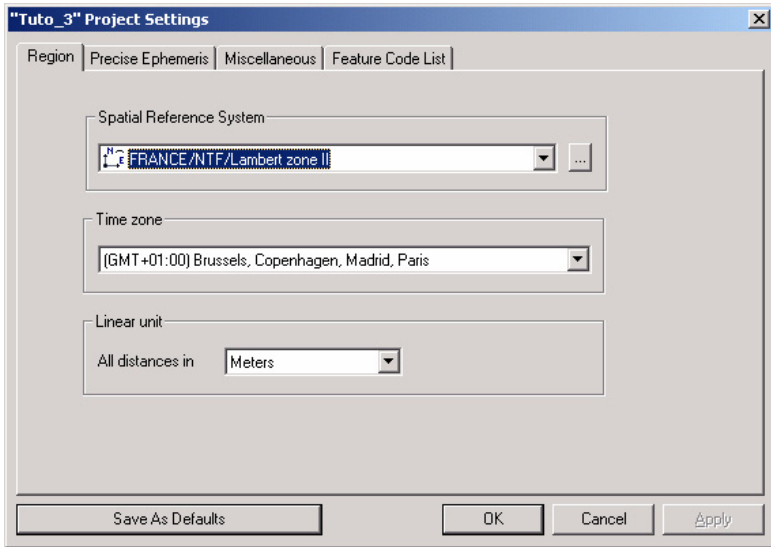 "Tuto_3" Project Settings
Region Precise Ephemeris Miscellaneous Feature Code List
Spatial Reference System
FRANCE/NTF/Lambert zone II
...
Time zone
(GMT+01:00) Brussels, Copenhagen, Madrid, Paris
Linear unit
All distances in Meters
Save As Defaults OK Cancel Apply